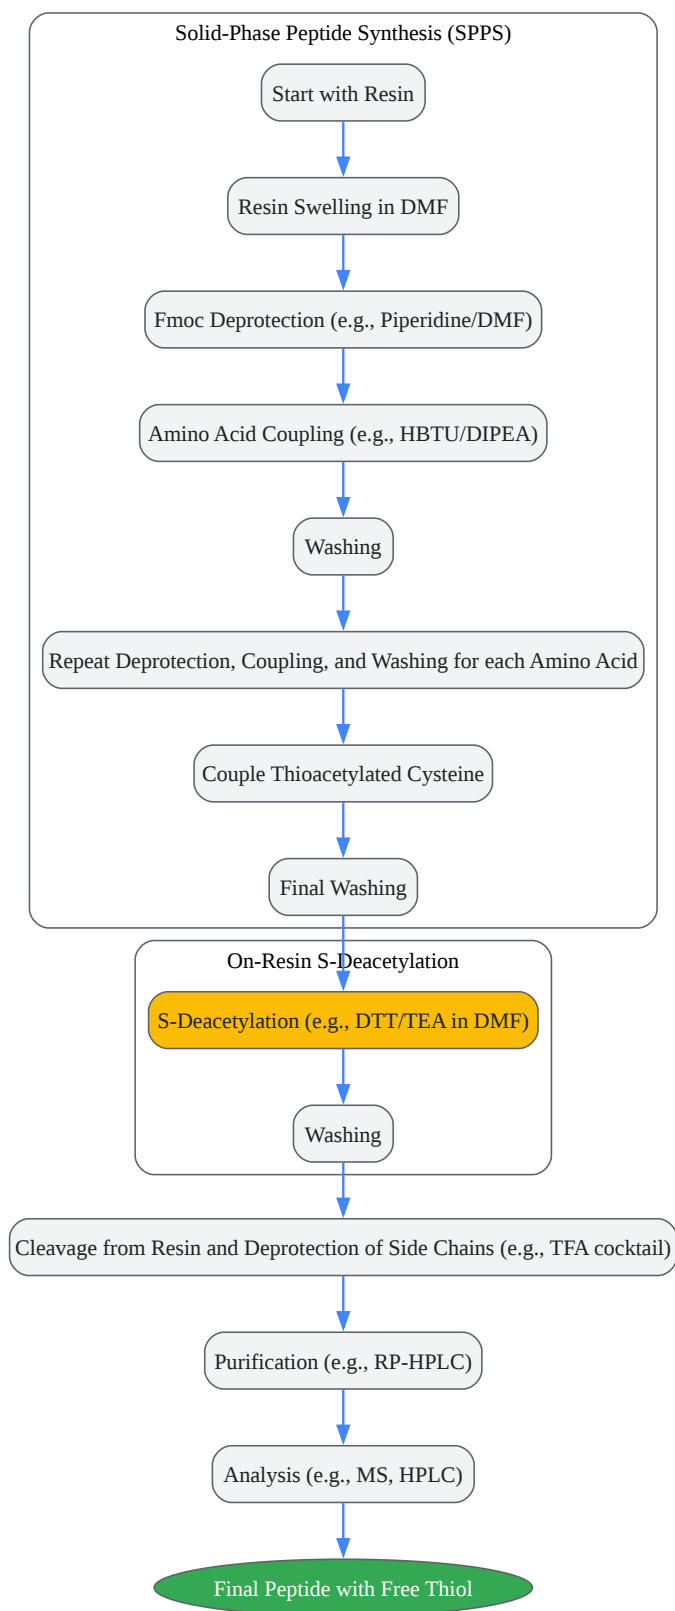 Solid-Phase Peptide Synthesis (SPPS)
Start with Resin
Resin Swelling in DMF
Fmoc Deprotection (e.g., Piperidine/DMF)
Amino Acid Coupling (e.g., HBTU/DIPEA)
Washing
Repeat Deprotection, Coupling, and Washing for each Amino Acid
Couple Thioacetylated Cysteine
Final Washing
On-Resin S-Deacetylation
S-Deacetylation (e.g., DTT/TEA in DMF)
Washing
Cleavage from Resin and Deprotection of Side Chains (e.g., TFA cocktail)
Purification (e.g., RP-HPLC)
Analysis (e.g., MS, HPLC)
Final Peptide with Free Thiol